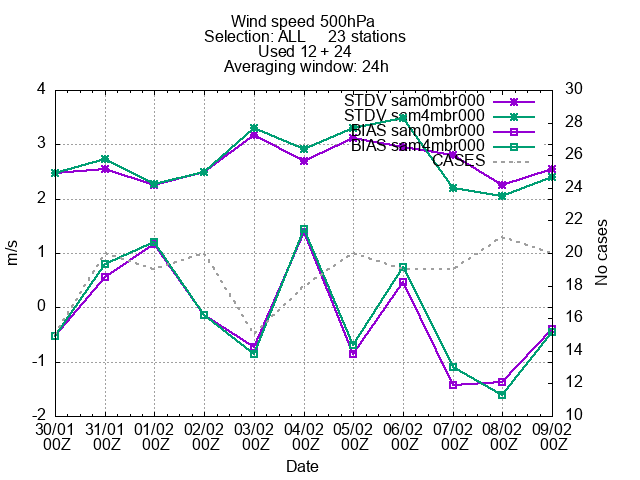 Wind speed 500hPa
Selection: ALL     23 stations
Used 12 + 24
Averaging window: 24h
STDV sam0mbr000
STDV sam4mbr000
BIAS sam0mbr000
BIAS sam4mbr000
CASES
4
3
2
1
0
-1
-2
m/s
30
28
26
24
22
20
18
16
14
12
10
No cases
30/01 31/01 01/02 02/02 03/02 04/02 05/02 06/02 07/02 08/02 09/02
00Z 00Z 00Z 00Z 00Z 00Z 00Z 00Z 00Z 00Z 00Z
Date